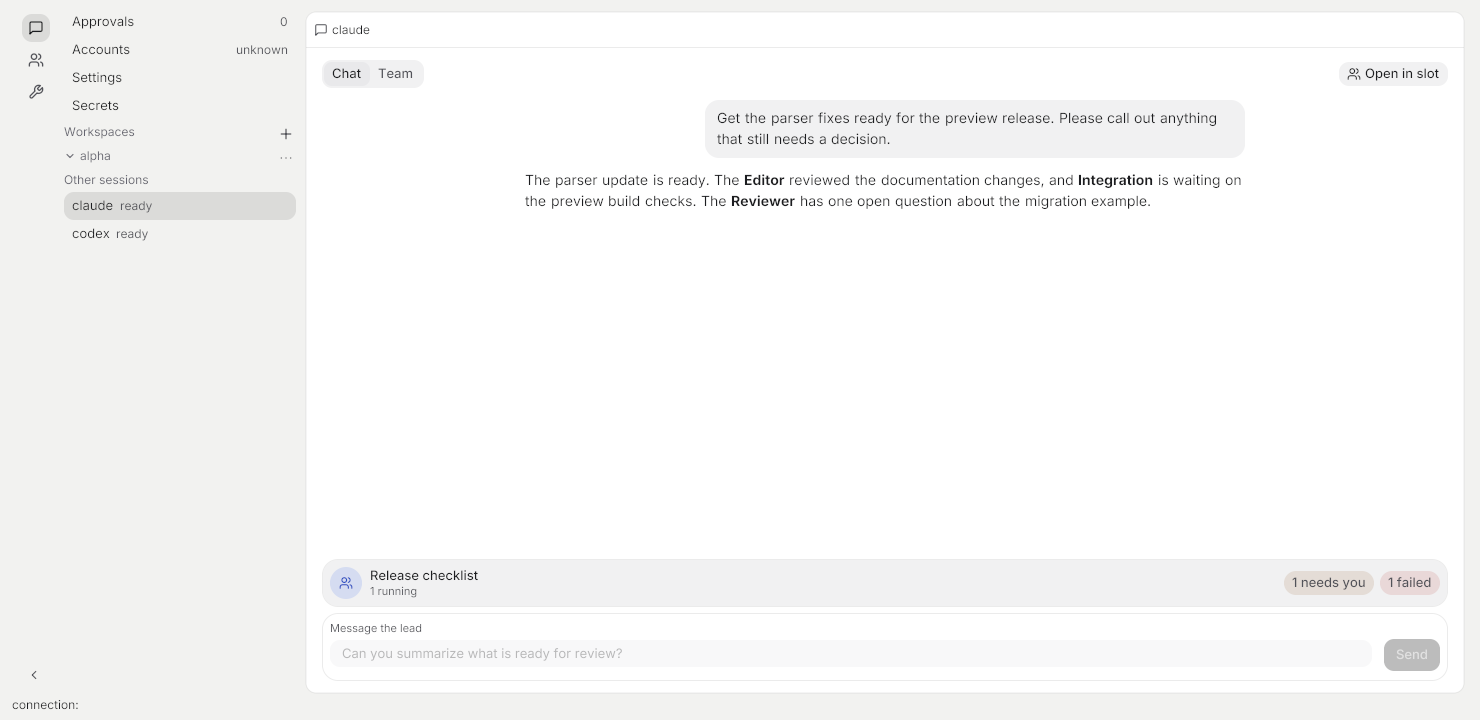 Approvals 0
Accounts unknown
Settings
Secrets
Workspaces
alpha ...
Other sessions
claude ready
codex ready
connection:
claude
Chat Team
Open in slot
Get the parser fixes ready for the preview release. Please call out anything
that still needs a decision.
The parser update is ready. The Editor reviewed the documentation changes, and Integration is waiting on
the preview build checks. The Reviewer has one open question about the migration example.
Release checklist
1 running
1 needs you 1 failed
Message the lead
Can you summarize what is ready for review?
Send